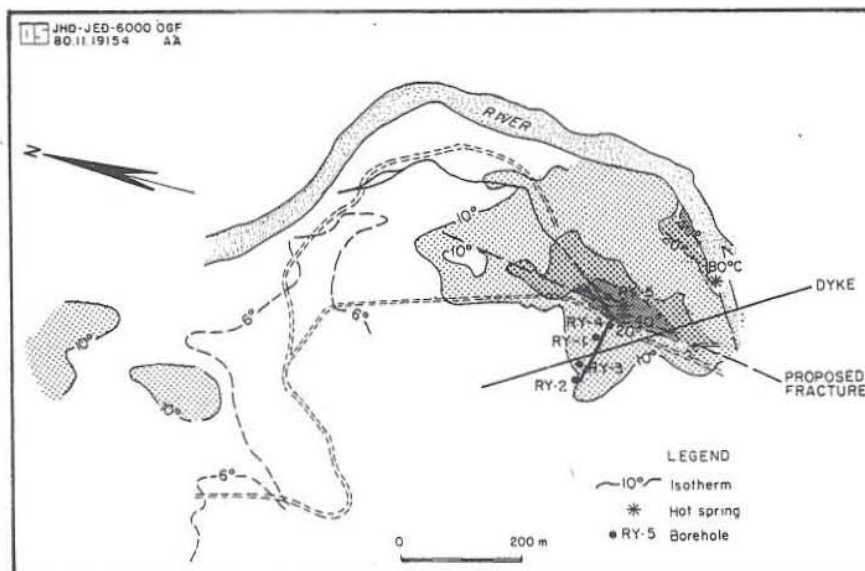 JHD-JED-6000 ÓSF
80.11.19154 AA
N
RIVER
10°
10°
20°
80°C
DYKE
6°
6°
RY-5
RY-4
20°
RY-1
10°
RY-3
RY-2
10°
10°
6°
PROPOSED
FRACTURE
LEGEND
10° Isotherm
Hot spring
RY-5 Borehole
0 200 m